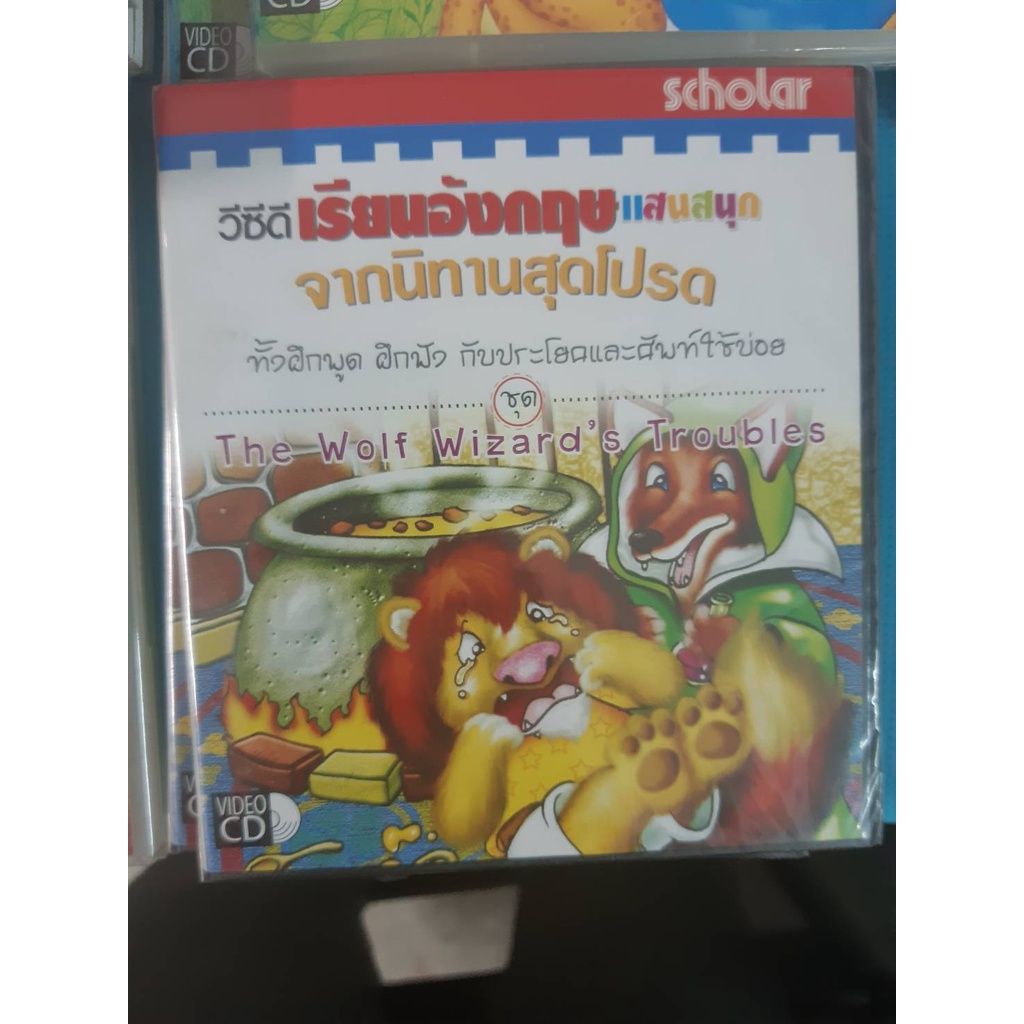 CD
VIDEO
CD
scholar
วีซีดี เรียนอังกฤษ แสนสนุก
จากนิทานสุดโปรด
ทั้งฝึกพูด ฝึกฟัง กับประโยคและศัพท์ใช้บ่อย
ชุด
The Wolf Wizard's Troubles
VIDEO
CD